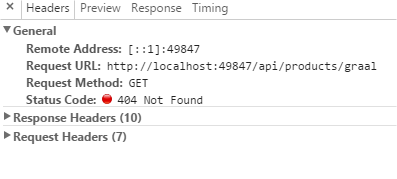 Headers Preview Response Timing
General
Remote Address: [::1]:49847
Request URL: http://localhost:49847/api/products/graal
Request Method: GET
Status Code: 404 Not Found
Response Headers (10)
Request Headers (7)